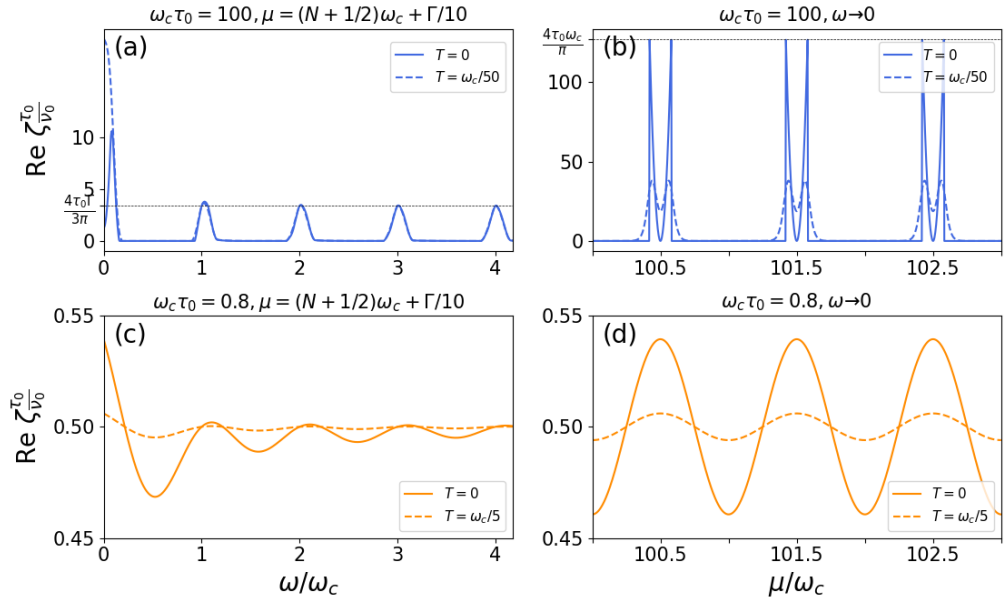 ω_cτ_0 = 100, μ = (N + 1/2)ω_c + Γ/10
(a)
T = 0
T = ω_c/50
Re ζ τ_0/ν_0
10
5
4τ_0Γ/3π
0
0 1 2 3 4
ω_cτ_0 = 100, ω→0
(b)
T = 0
T = ω_c/50
4τ_0ω_c/π
100
50
0
100.5 101.5 102.5
ω_cτ_0 = 0.8, μ = (N + 1/2)ω_c + Γ/10
(c)
T = 0
T = ω_c/5
Re ζ τ_0/ν_0
0.55
0.50
0.45
0 1 2 3 4
ω/ω_c
ω_cτ_0 = 0.8, ω→0
(d)
T = 0
T = ω_c/5
0.55
0.50
0.45
100.5 101.5 102.5
μ/ω_c